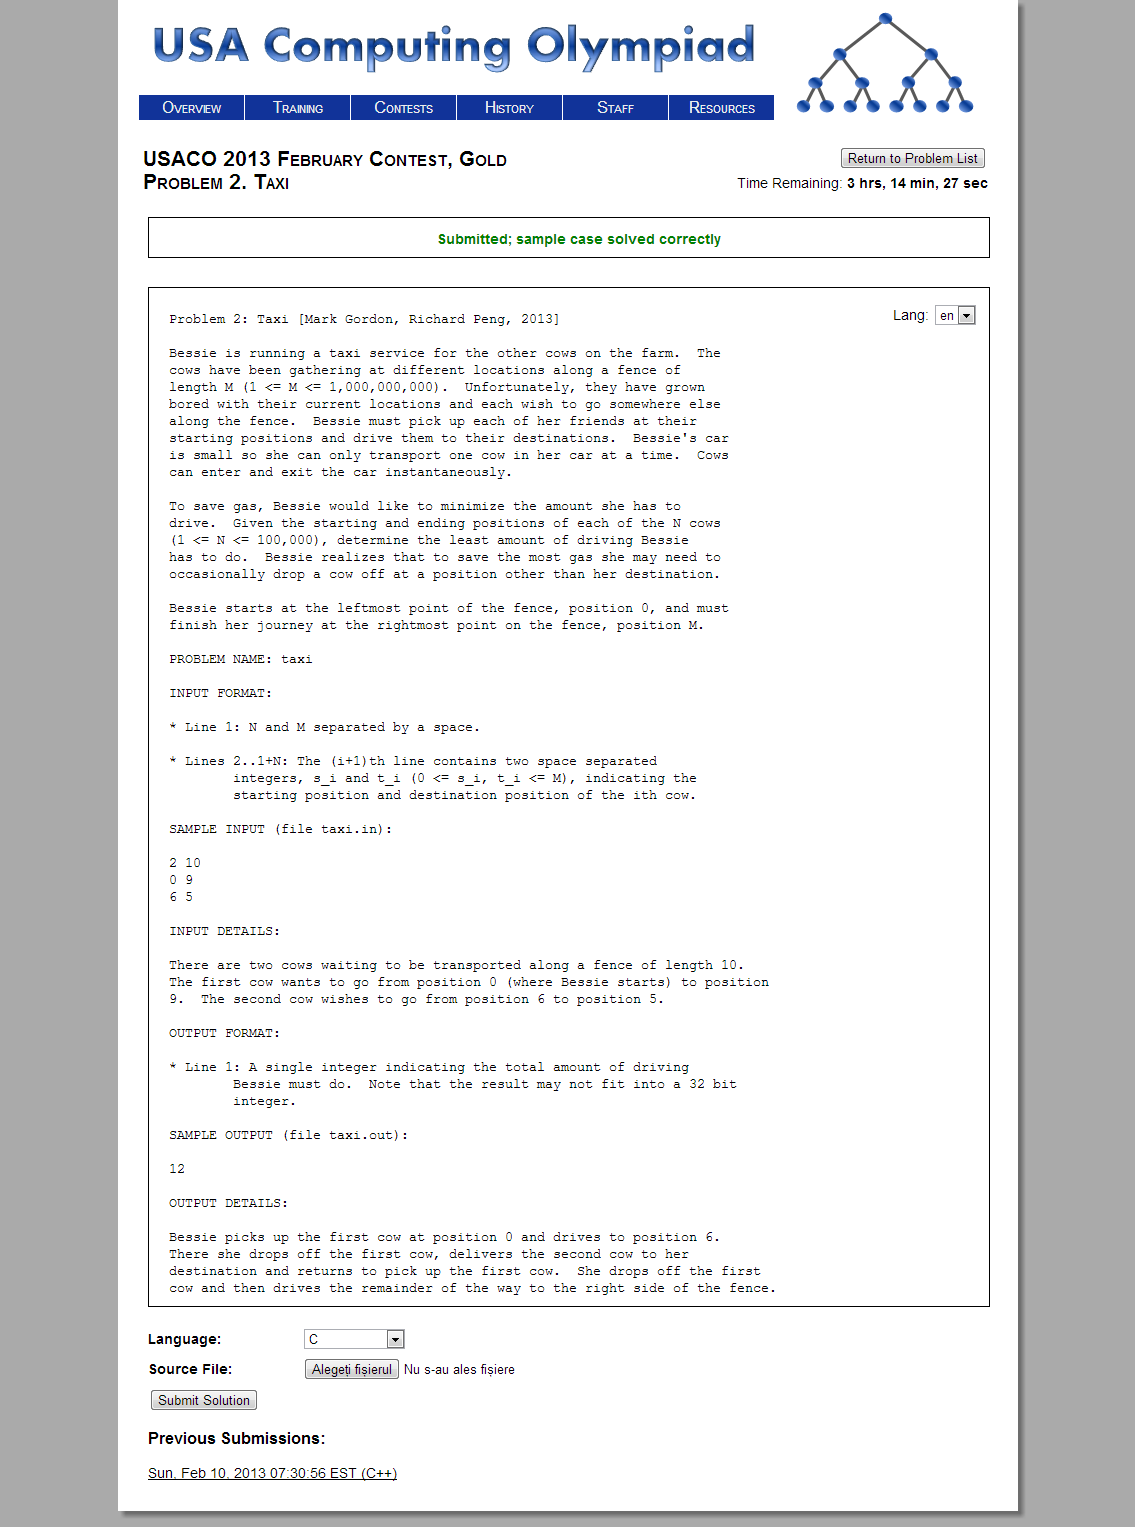 USA Computing Olympiad
Overview Training Contests History Staff Resources
USACO 2013 February Contest, Gold
Problem 2. Taxi
Return to Problem List
Time Remaining: 3 hrs, 14 min, 27 sec
Submitted; sample case solved correctly
Lang: en
Problem 2: Taxi [Mark Gordon, Richard Peng, 2013]
Bessie is running a taxi service for the other cows on the farm. The
cows have been gathering at different locations along a fence of
length M (1 <= M <= 1,000,000,000). Unfortunately, they have grown
bored with their current locations and each wish to go somewhere else
along the fence. Bessie must pick up each of her friends at their
starting positions and drive them to their destinations. Bessie's car
is small so she can only transport one cow in her car at a time. Cows
can enter and exit the car instantaneously.
To save gas, Bessie would like to minimize the amount she has to
drive. Given the starting and ending positions of each of the N cows
(1 <= N <= 100,000), determine the least amount of driving Bessie
has to do. Bessie realizes that to save the most gas she may need to
occasionally drop a cow off at a position other than her destination.
Bessie starts at the leftmost point of the fence, position 0, and must
finish her journey at the rightmost point on the fence, position M.
PROBLEM NAME: taxi
INPUT FORMAT:
* Line 1: N and M separated by a space.
* Lines 2..1+N: The (i+1)th line contains two space separated
integers, s_i and t_i (0 <= s_i, t_i <= M), indicating the
starting position and destination position of the ith cow.
SAMPLE INPUT (file taxi.in):
2 10
0 9
6 5
INPUT DETAILS:
There are two cows waiting to be transported along a fence of length 10.
The first cow wants to go from position 0 (where Bessie starts) to position
9. The second cow wishes to go from position 6 to position 5.
OUTPUT FORMAT:
* Line 1: A single integer indicating the total amount of driving
Bessie must do. Note that the result may not fit into a 32 bit
integer.
SAMPLE OUTPUT (file taxi.out):
12
OUTPUT DETAILS:
Bessie picks up the first cow at position 0 and drives to position 6.
There she drops off the first cow, delivers the second cow to her
destination and returns to pick up the first cow. She drops off the first
cow and then drives the remainder of the way to the right side of the fence.
Language: C
Source File: Alegeți fișierul Nu s-au ales fișiere
Submit Solution
Previous Submissions:
Sun, Feb 10, 2013 07:30:56 EST (C++)